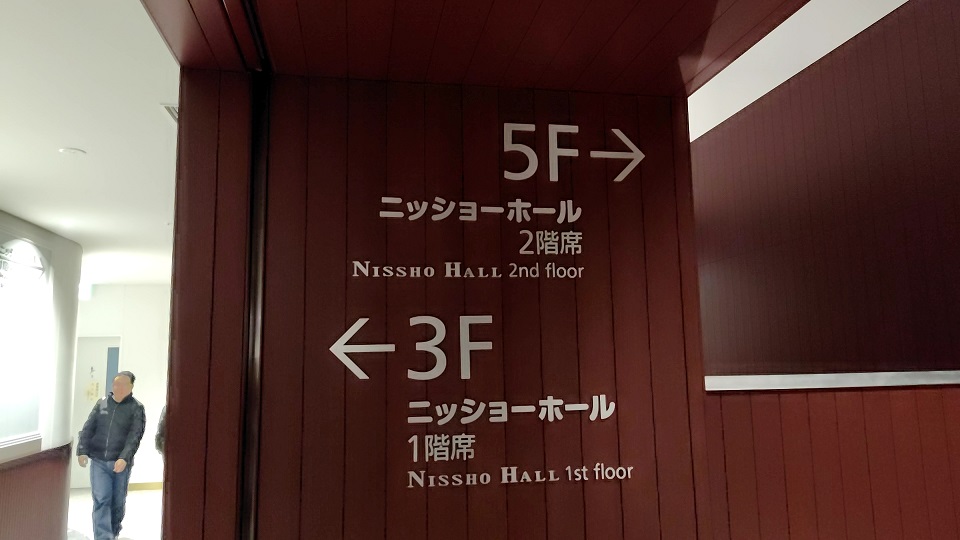 5F→
ニッショーホール
2階席
NISSHO HALL 2nd floor
←3F
ニッショーホール
1階席
NISSHO HALL 1st floor